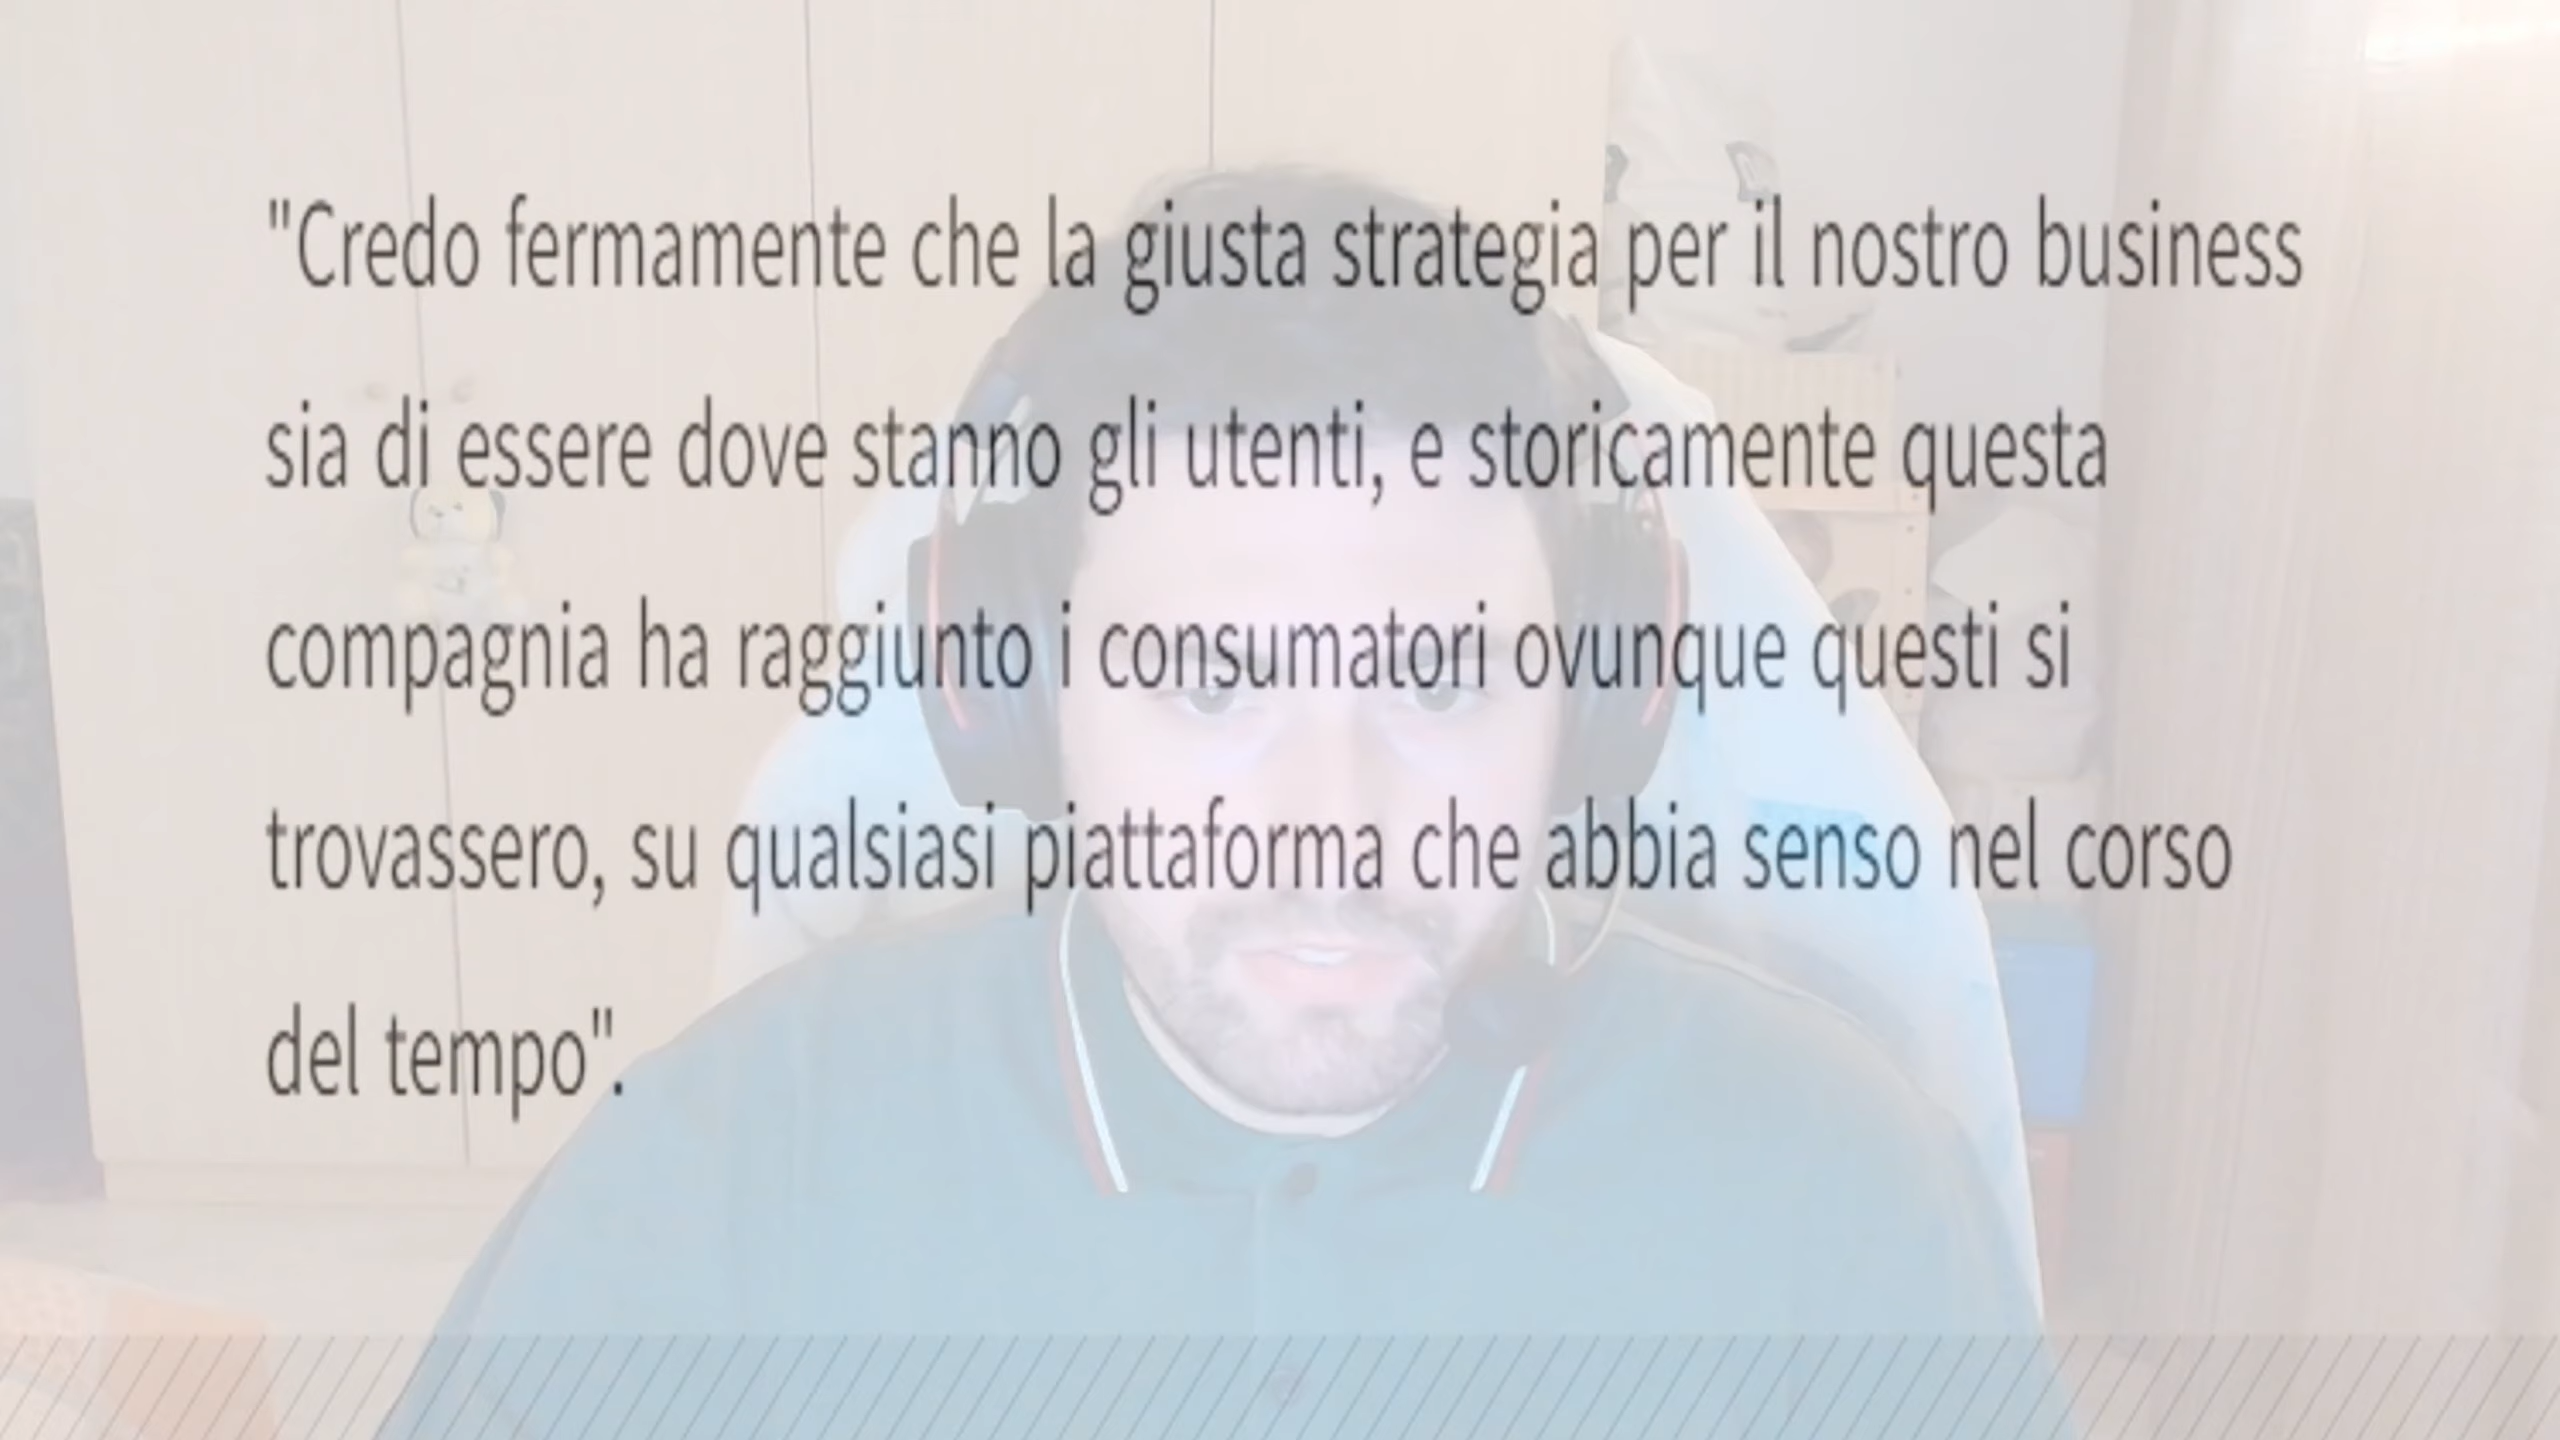 "Credo fermamente che la giusta strategia per il nostro business
sia di essere dove stanno gli utenti, e storicamente questa
compagnia ha raggiunto i consumatori ovunque questi si
trovassero, su qualsiasi piattaforma che abbia senso nel corso
del tempo".